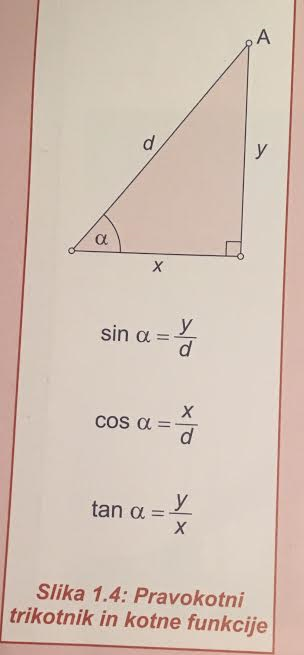 A
d
y
α
x
sin α = y/d
cos α = x/d
tan α = y/x
Slika 1.4: Pravokotni
trikotnik in kotne funkcije